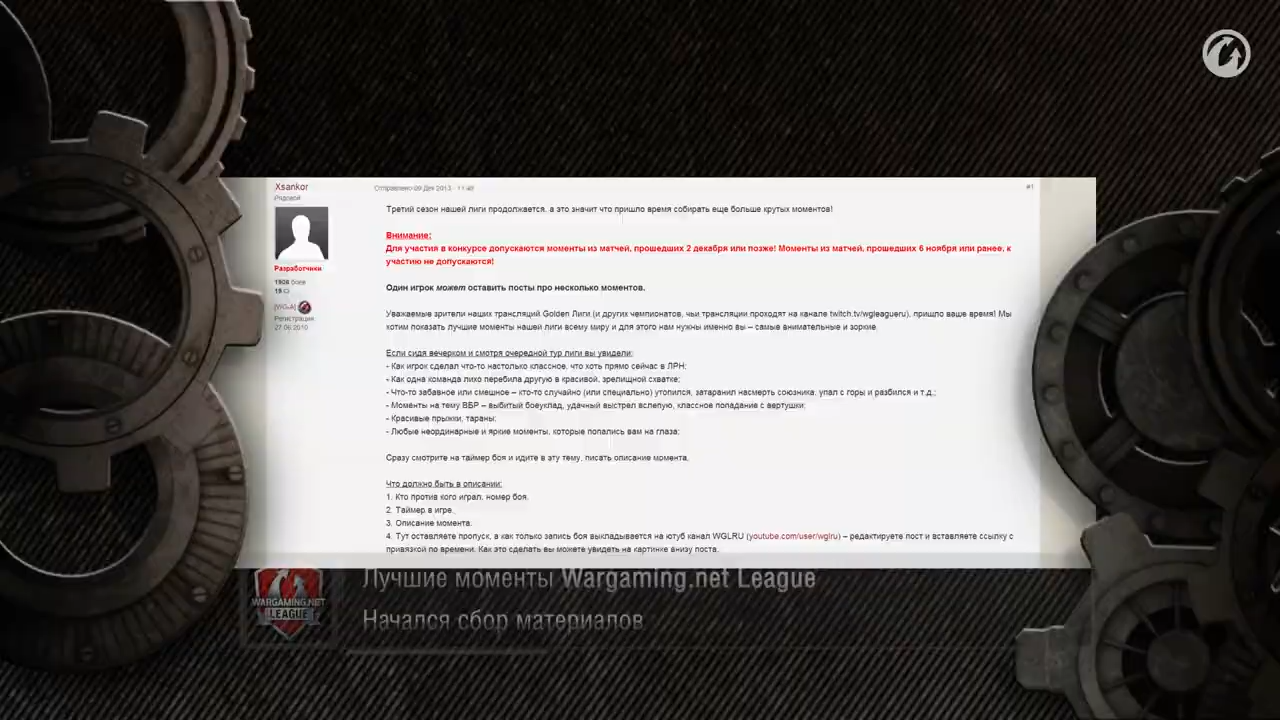 Xsankor
Отправлено 09 Дек 2013 - 11:48
#1
Рядовой
Третий сезон нашей лиги продолжается, а это значит что пришло время собирать еще больше крутых моментов!
Внимание:
Для участия в конкурсе допускаются моменты из матчей, прошедших 2 декабря или позже! Моменты из матчей, прошедших 6 ноября или ранее, к
участию не допускаются!
Разработчики
боев
Один игрок может оставить посты про несколько моментов.
[WG-A]
Регистрация:
27.06.2010
Уважаемые зрители наших трансляций Golden Лиги (и других чемпионатов, чьи трансляции проходят на канале twitch.tv/wgleagueru), пришло ваше время! Мы
хотим показать лучшие моменты нашей лиги всему миру и для этого нам нужны именно вы – самые внимательные и зоркие.
Если сидя вечерком и смотря очередной тур лиги вы увидели:
- Как игрок сделал что-то настолько классное, что хоть прямо сейчас в ЛРН;
- Как одна команда лихо перебила другую в красивой, зрелищной схватке;
- Что-то забавное или смешное – кто-то случайно (или специально) утопился, затаранил насмерть союзника, упал с горы и разбился и т.д.;
- Моменты на тему ВБР – выбитый боеуклад, удачный выстрел вслепую, классное попадания с вертушки;
- Красивые прыжки, тараны;
- Любые неординарные и яркие моменты, которые попались вам на глаза;
Сразу смотрите на таймер боя и идите в эту тему, писать описание момента.
Что должно быть в описании:
1. Кто против кого играл, номер боя.
2. Таймер в игре.
3. Описание момента.
4. Тут оставляете пропуск, а как только запись боя выкладывается на ютуб канал WGLRU (youtube.com/user/wglru) – редактируете пост и вставляете ссылку с
привязкой по времени. Как это сделать вы можете увидеть на картинке внизу поста.
Лучшие моменты Wargaming.net League
Начался сбор материалов
WARGAMING.NET
LEAGUE